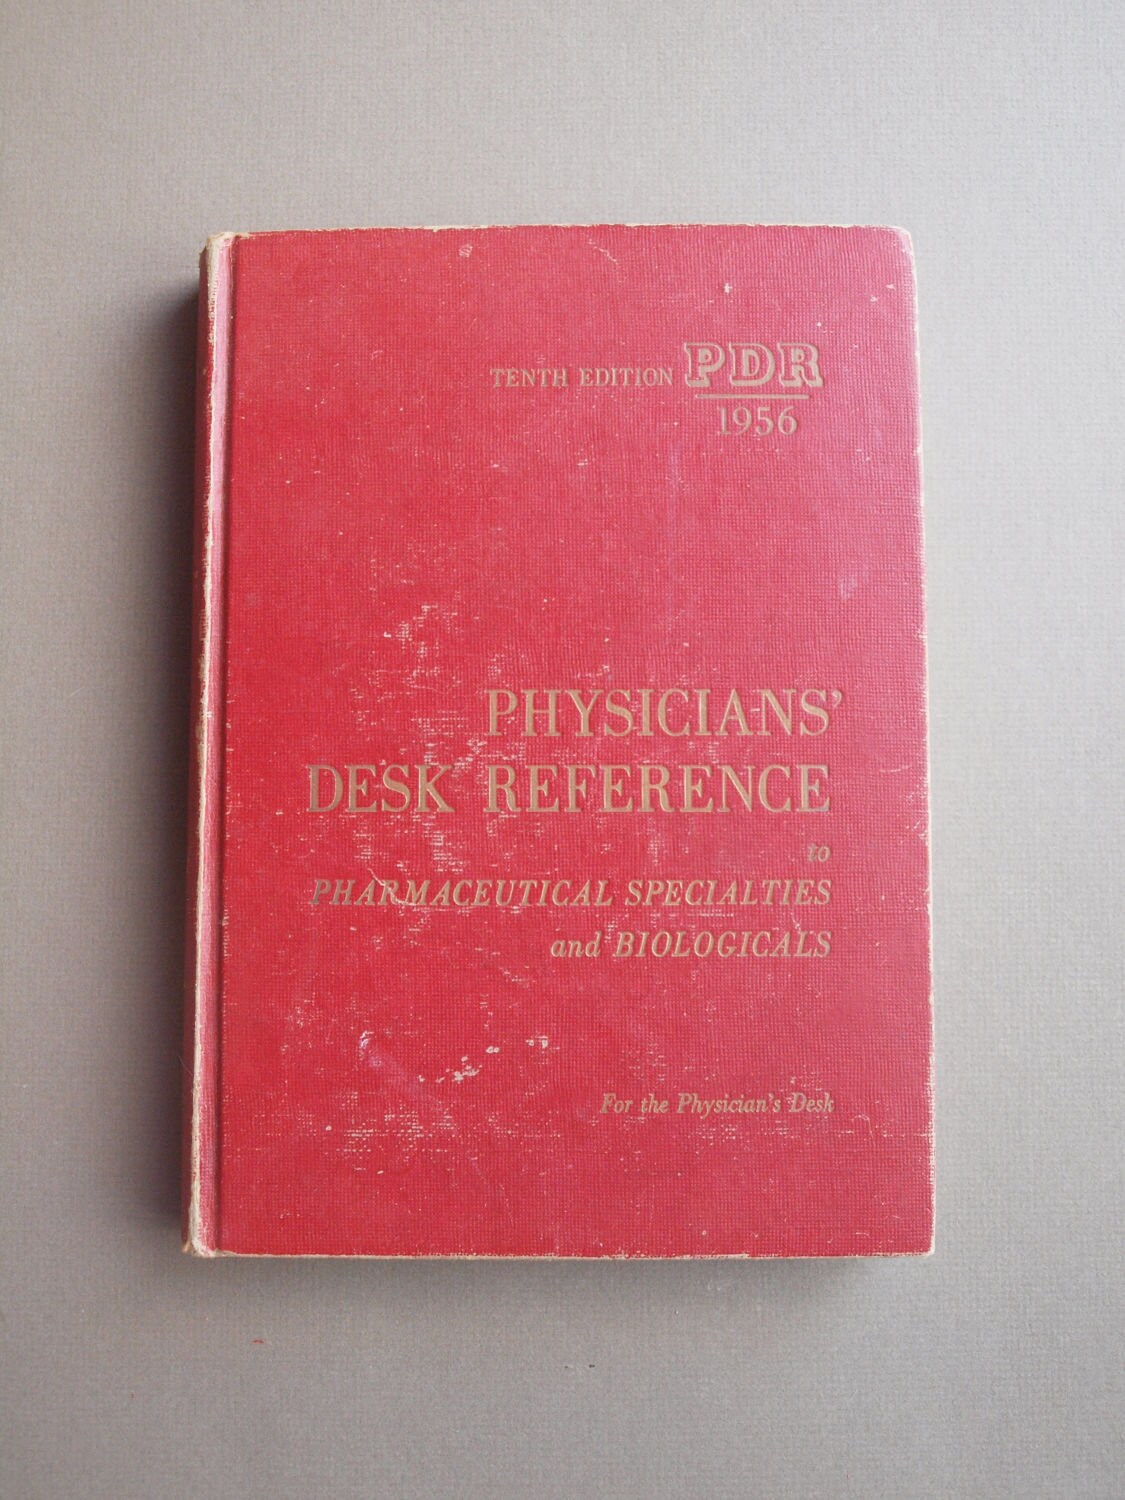 TENTH EDITION PDR
1956
PHYSICIANS'
DESK REFERENCE
to
PHARMACEUTICAL SPECIALTIES
and BIOLOGICALS
For the Physician's Desk